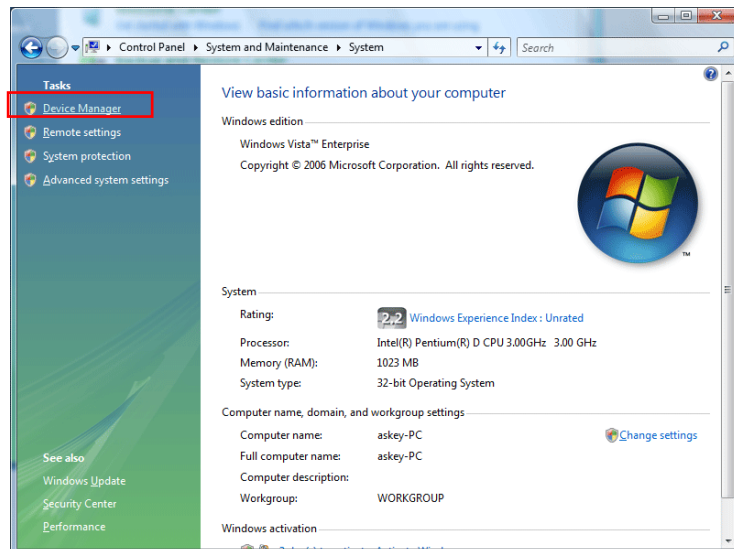 Control Panel ▸ System and Maintenance ▸ System
Search
Tasks
Device Manager
Remote settings
System protection
Advanced system settings
See also
Windows Update
Security Center
Performance
View basic information about your computer
Windows edition
Windows Vista™ Enterprise
Copyright © 2006 Microsoft Corporation. All rights reserved.
TM
System
Rating:
2,2 Windows Experience Index : Unrated
Processor: Intel(R) Pentium(R) D CPU 3.00GHz 3.00 GHz
Memory (RAM): 1023 MB
System type: 32-bit Operating System
Computer name, domain, and workgroup settings
Computer name: askey-PC
Change settings
Full computer name: askey-PC
Computer description:
Workgroup: WORKGROUP
Windows activation